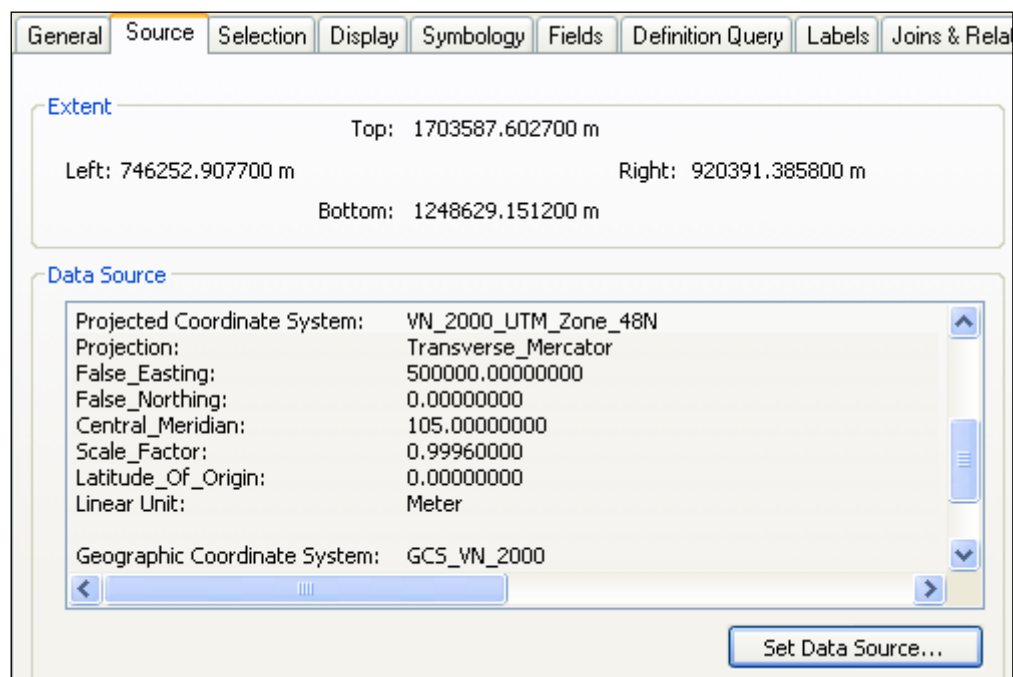 General Source Selection Display Symbology Fields Definition Query Labels Joins & Rela
Extent
Top: 1703587.602700 m
Left: 746252.907700 m Right: 920391.385800 m
Bottom: 1248629.151200 m
Data Source
Projected Coordinate System: VN_2000_UTM_Zone_48N
Projection: Transverse_Mercator
False_Easting: 500000.00000000
False_Northing: 0.00000000
Central_Meridian: 105.00000000
Scale_Factor: 0.99960000
Latitude_Of_Origin: 0.00000000
Linear Unit: Meter
Geographic Coordinate System: GCS_VN_2000
Set Data Source...